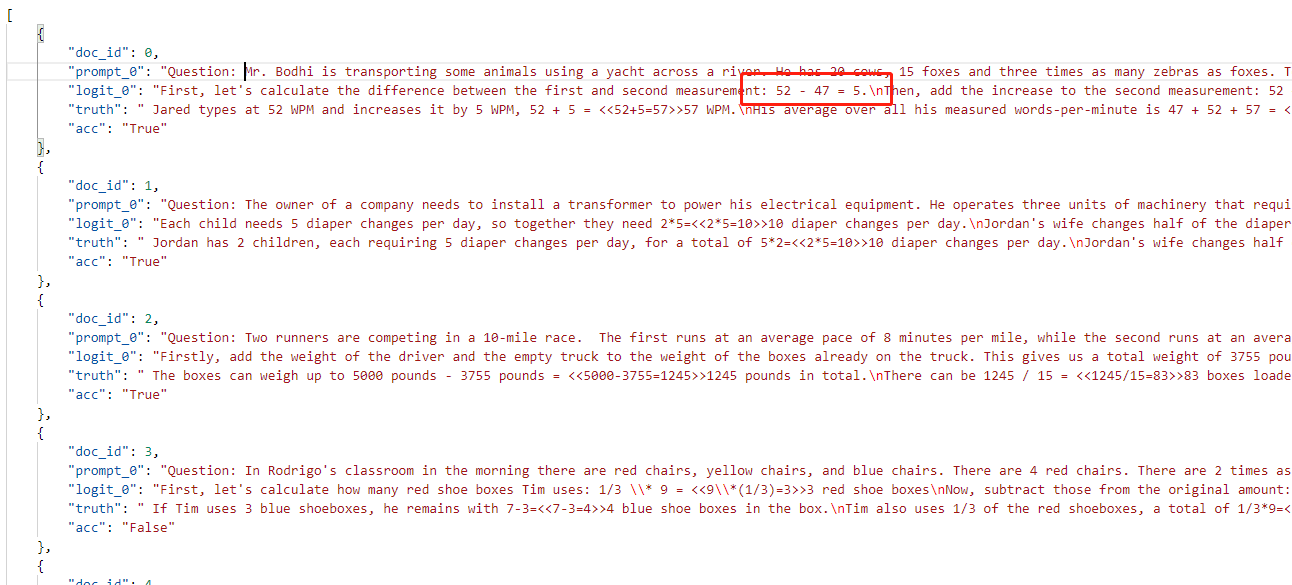 [
{
"doc_id": 0,
"prompt_0": "Question: Mr. Bodhi is transporting some animals using a yacht across a river. He has 20 cows, 15 foxes and three times as many zebras as foxes. T
"logit_0": "First, let's calculate the difference between the first and second measurement: 52 - 47 = 5.\nThen, add the increase to the second measurement: 52
"truth": " Jared types at 52 WPM and increases it by 5 WPM, 52 + 5 = <<52+5=57>>57 WPM.\nHis average over all his measured words-per-minute is 47 + 52 + 57 = <
"acc": "True"
},
{
"doc_id": 1,
"prompt_0": "Question: The owner of a company needs to install a transformer to power his electrical equipment. He operates three units of machinery that requi
"logit_0": "Each child needs 5 diaper changes per day, so together they need 2*5=<<2*5=10>>10 diaper changes per day.\nJordan's wife changes half of the diaper
"truth": " Jordan has 2 children, each requiring 5 diaper changes per day, for a total of 5*2=<<2*5=10>>10 diaper changes per day.\nJordan's wife changes half
"acc": "True"
},
{
"doc_id": 2,
"prompt_0": "Question: Two runners are competing in a 10-mile race.  The first runs at an average pace of 8 minutes per mile, while the second runs at an avera
"logit_0": "Firstly, add the weight of the driver and the empty truck to the weight of the boxes already on the truck. This gives us a total weight of 3755 pou
"truth": " The boxes can weigh up to 5000 pounds - 3755 pounds = <<5000-3755=1245>>1245 pounds in total.\nThere can be 1245 / 15 = <<1245/15=83>>83 boxes loade
"acc": "True"
},
{
"doc_id": 3,
"prompt_0": "Question: In Rodrigo's classroom in the morning there are red chairs, yellow chairs, and blue chairs. There are 4 red chairs. There are 2 times as
"logit_0": "First, let's calculate how many red shoe boxes Tim uses: 1/3 \\* 9 = <<9\\*(1/3)=3>>3 red shoe boxes\nNow, subtract those from the original amount:
"truth": " If Tim uses 3 blue shoeboxes, he remains with 7-3=<<7-3=4>>4 blue shoe boxes in the box.\nTim also uses 1/3 of the red shoeboxes, a total of 1/3*9=<
"acc": "False"
},
{
"doc_id": 4,